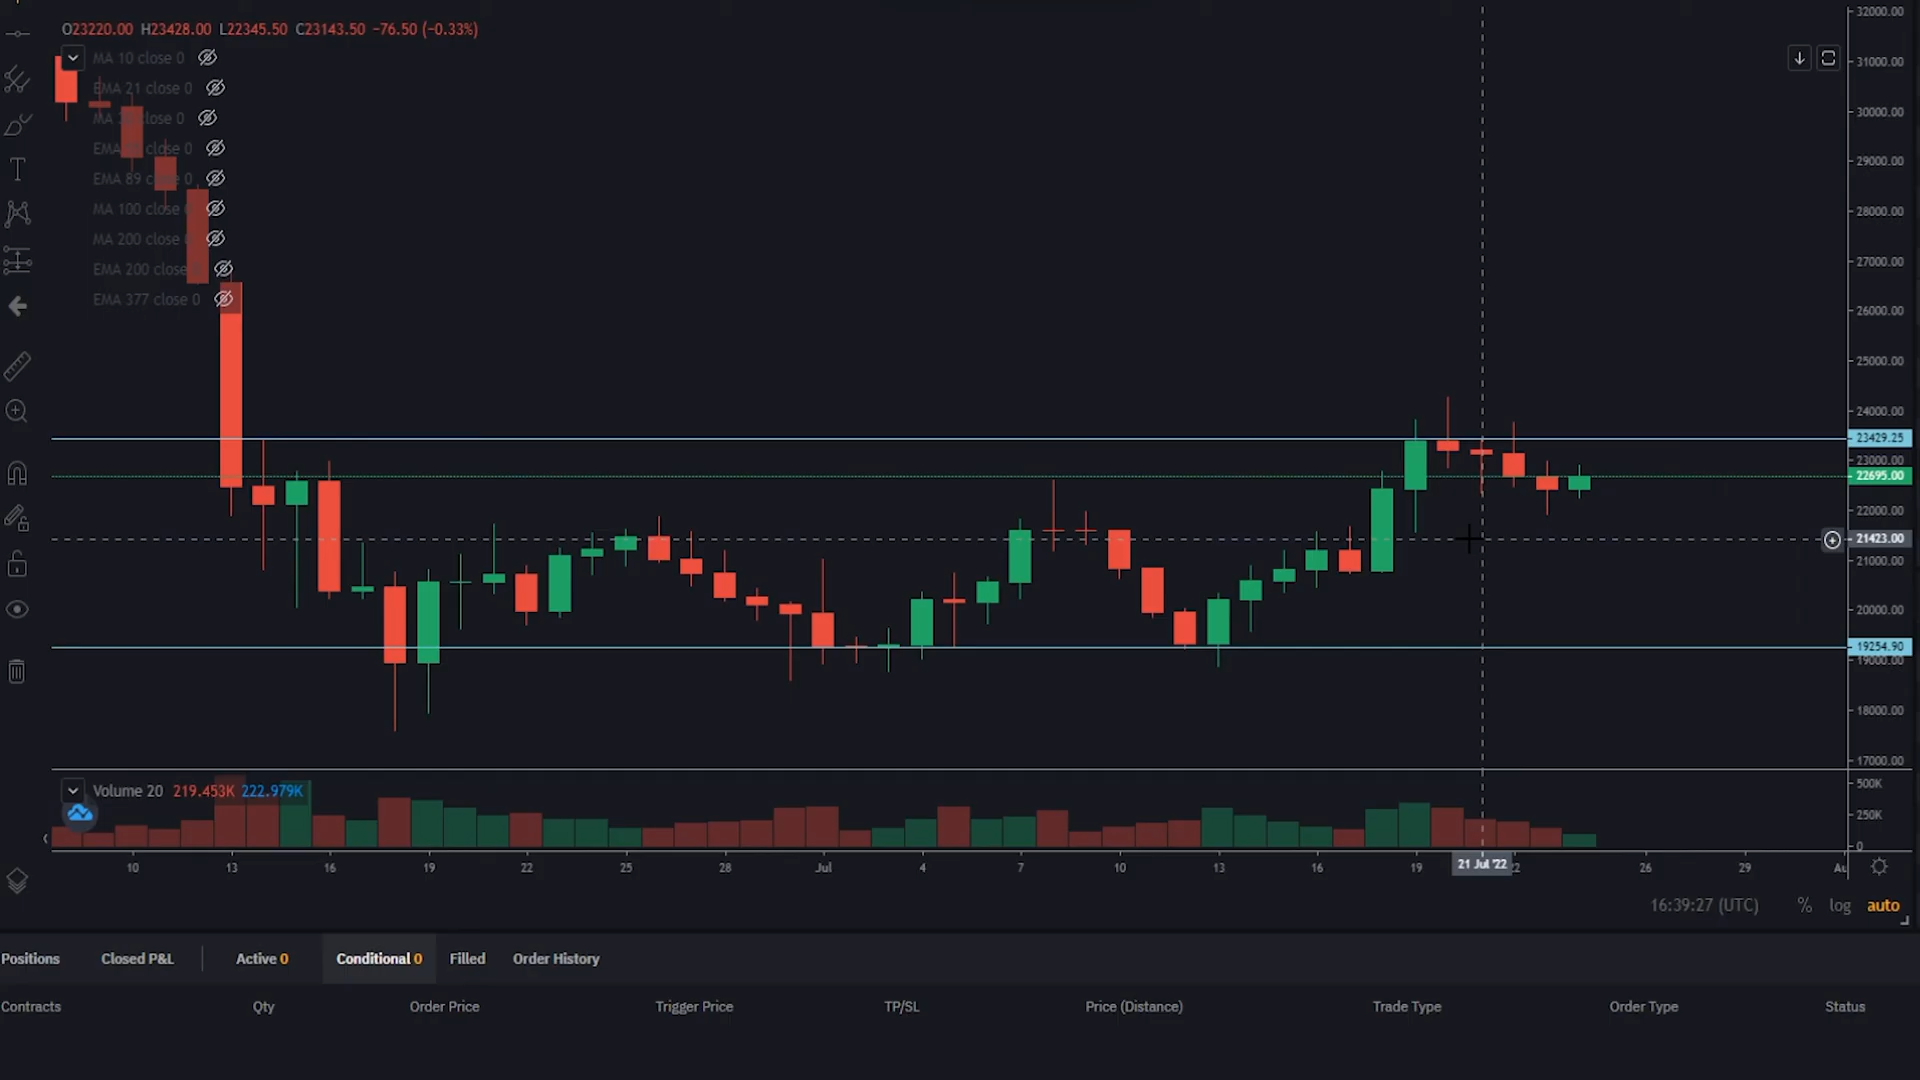 O23220.00 H23428.00 L22345.50 C23143.50 −76.50 (−0.33%)
MA 10 close 0
EMA 21 close 0
MA close 0
EMA close 0
EMA 89 close 0
MA 100 close
MA 200 close
EMA 200 close
EMA 377 close 0
32000.00
31000.00
30000.00
29000.00
28000.00
27000.00
26000.00
25000.00
24000.00
23429.25
23000.00
22695.00
22000.00
21423.00
21000.00
20000.00
19254.90
19000.00
18000.00
17000.00
Volume 20 219.453K 222.979K
500K
250K
0
10 13 16 19 22 25 28 Jul 4 7 10 13 16 19 21 Jul '22 22 26 29 Au
16:39:27 (UTC) % log auto
Positions Closed P&L Active 0 Conditional 0 Filled Order History
Contracts Qty Order Price Trigger Price TP/SL Price (Distance) Trade Type Order Type Status